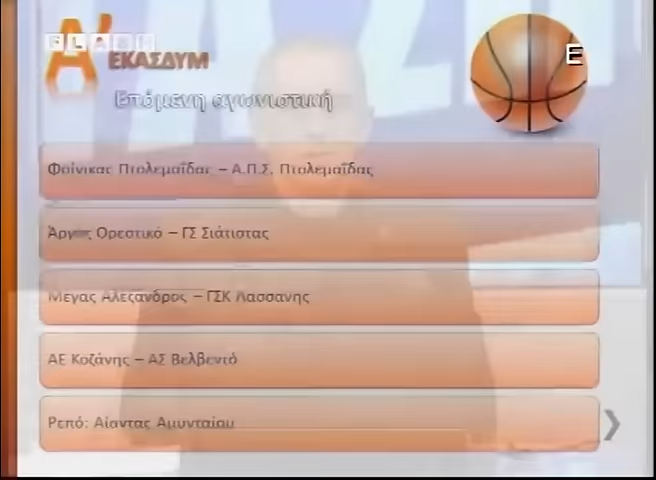 FLASH
Α' ΕΚΑΣΔΥΜ
Ε
Επόμενη αγωνιστική
Φοίνικας Πτολεμαΐδας – Α.Π.Σ. Πτολεμαΐδας
Άργος Ορεστικό – ΓΣ Σιάτιστας
Μέγας Αλέξανδρος – ΓΣΚ Λασσάνης
ΑΕ Κοζάνης – ΑΣ Βελβεντό
Ρεπό: Αίαντας Αμυνταίου